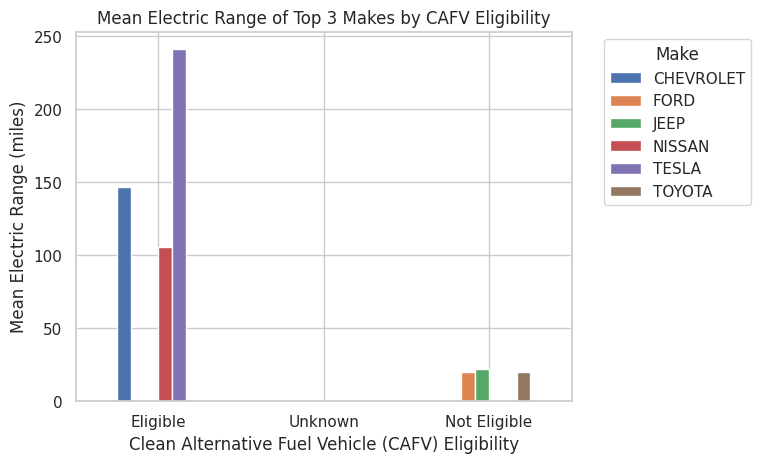 Mean Electric Range of Top 3 Makes by CAFV Eligibility
Mean Electric Range (miles)
250
200
150
100
50
0
Eligible
Unknown
Not Eligible
Clean Alternative Fuel Vehicle (CAFV) Eligibility
Make
CHEVROLET
FORD
JEEP
NISSAN
TESLA
TOYOTA